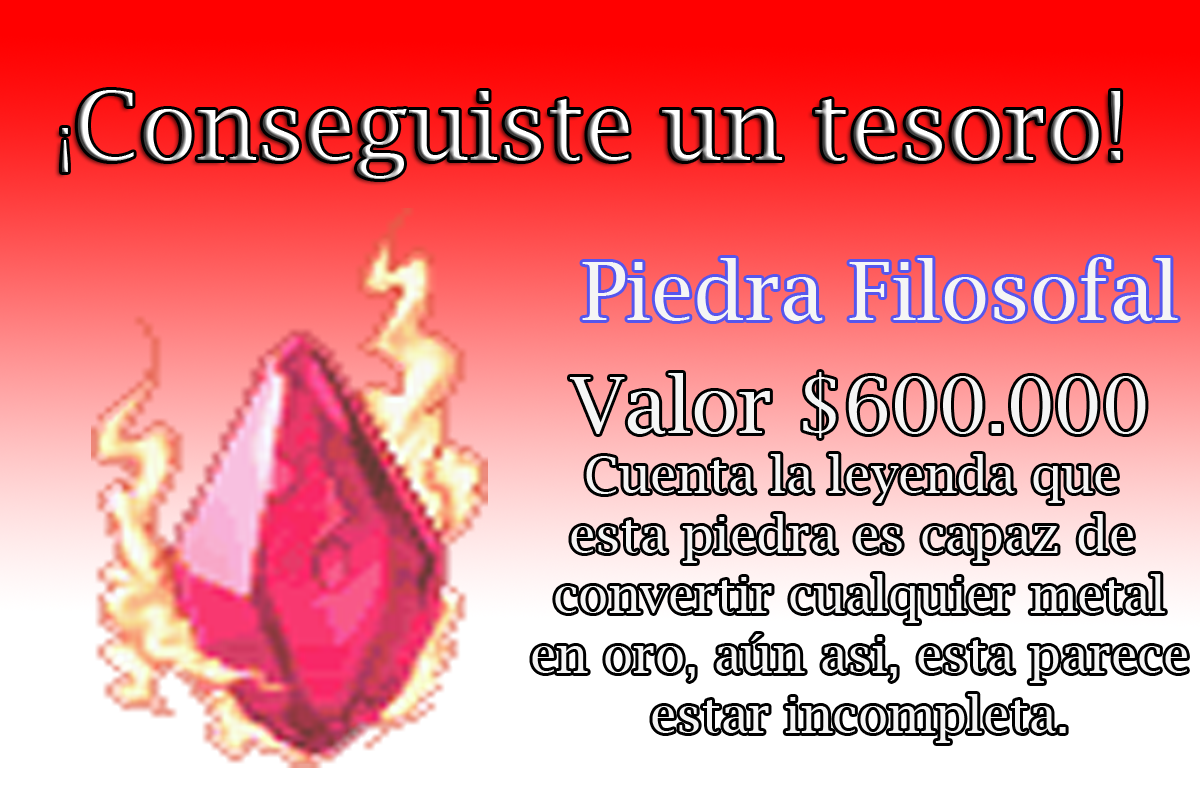 ¡Conseguiste un tesoro!
Piedra Filosofal
Valor $600.000
Cuenta la leyenda que
esta piedra es capaz de
convertir cualquier metal
en oro, aún asi, esta parece
estar incompleta.